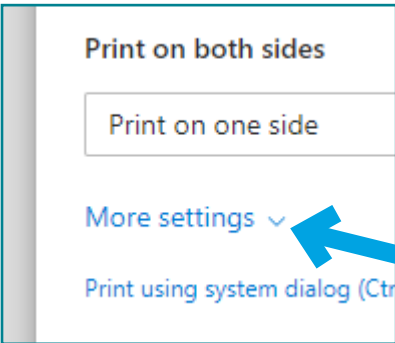 Print on both sides
Print on one side
More settings
Print using system dialog (Ctr